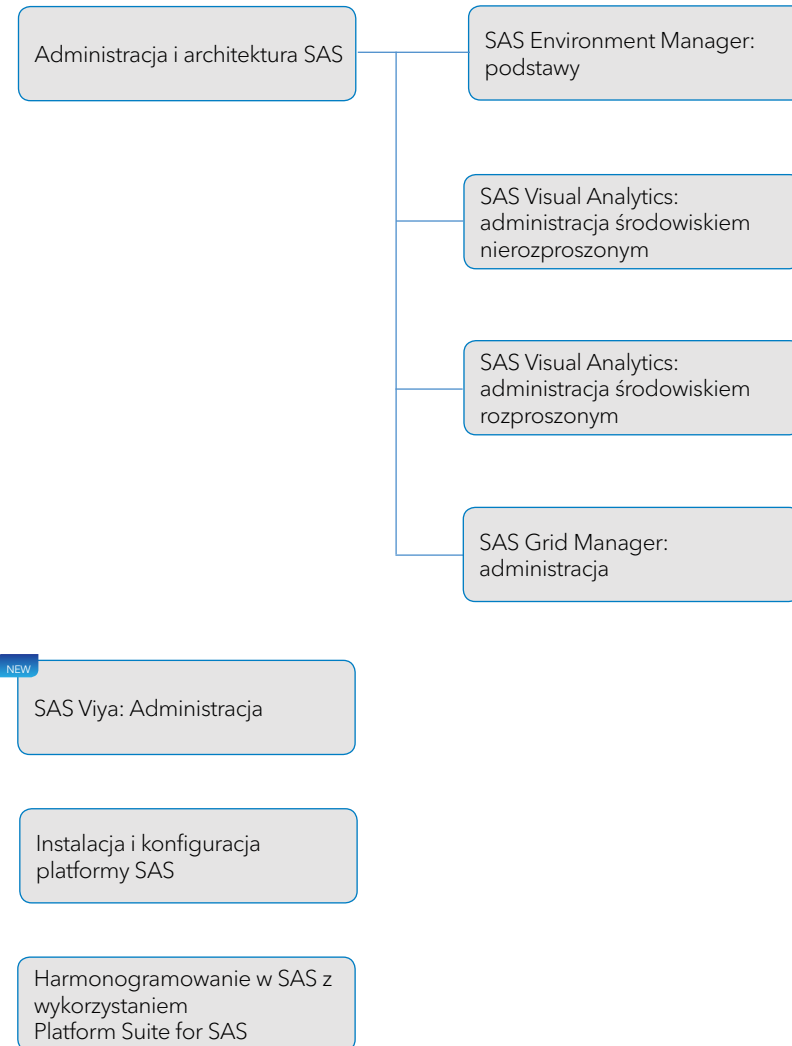 Administracja i architektura SAS
SAS Environment Manager:
podstawy
SAS Visual Analytics:
administracja środowiskiem
nierozproszonym
SAS Visual Analytics:
administracja środowiskiem
rozproszonym
SAS Grid Manager:
administracja
NEW
SAS Viya: Administracja
Instalacja i konfiguracja
platformy SAS
Harmonogramowanie w SAS z
wykorzystaniem
Platform Suite for SAS